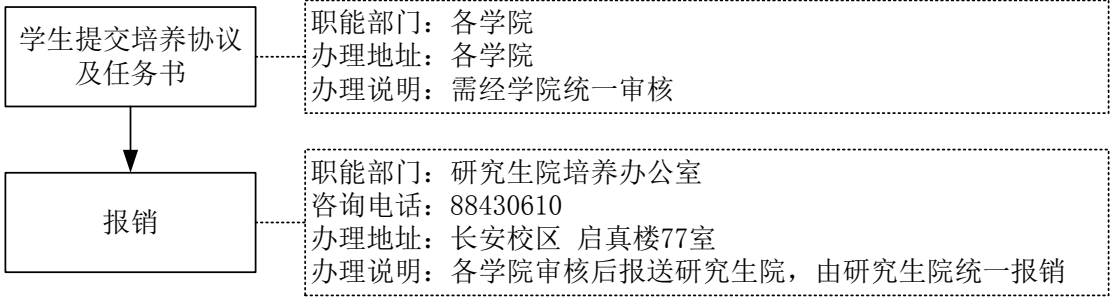 学生提交培养协议
及任务书
职能部门：各学院
办理地址：各学院
办理说明：需经学院统一审核
报销
职能部门：研究生院培养办公室
咨询电话：88430610
办理地址：长安校区 启真楼77室
办理说明：各学院审核后报送研究生院，由研究生院统一报销